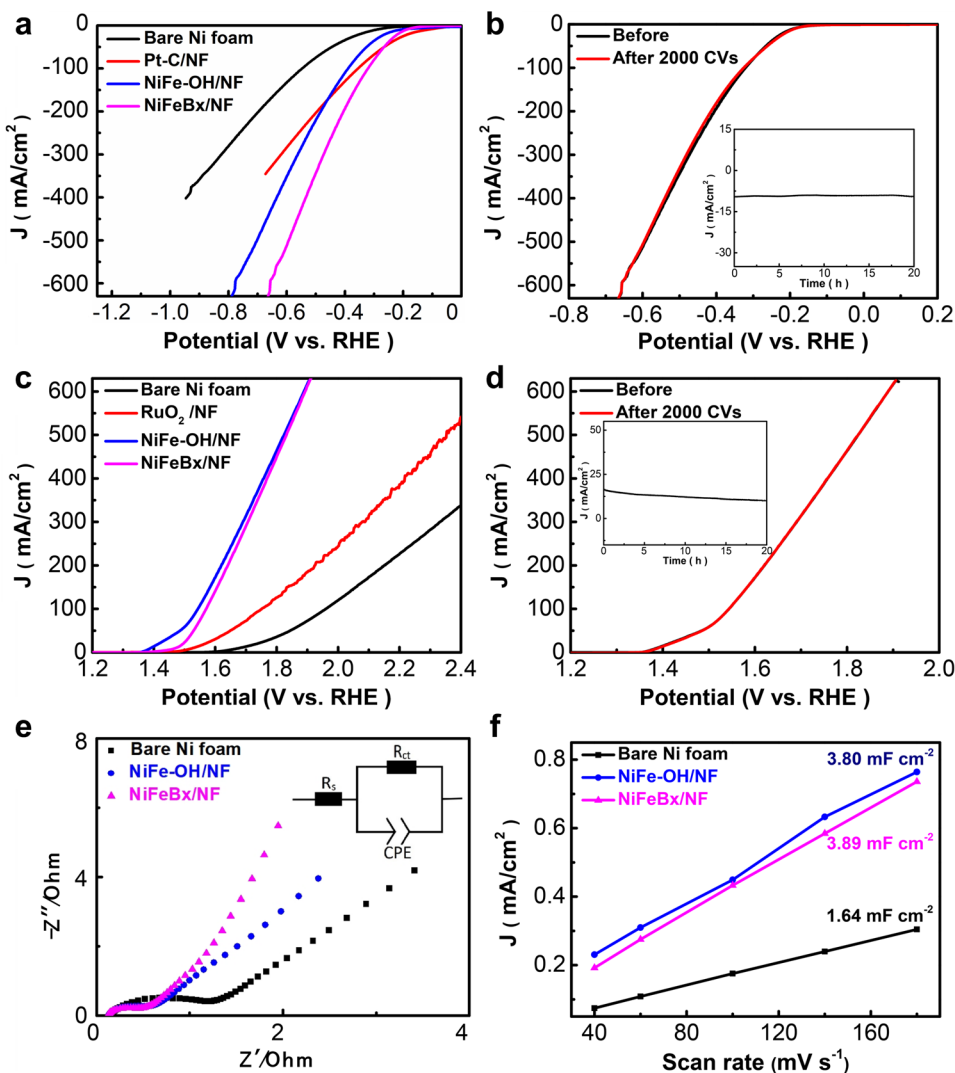 a
Bare Ni foam
Pt-C/NF
NiFe-OH/NF
NiFeBx/NF
0
-100
-200
-300
-400
-500
-600
J ( mA/cm²)
-1.2 -1.0 -0.8 -0.6 -0.4 -0.2 0
Potential (V vs. RHE )
b
Before
After 2000 CVs
0
-100
-200
-300
-400
-500
-600
J ( mA/cm²)
15
0
-15
-30
J ( mA/cm²)
0 5 10 15 20
Time ( h )
-0.8 -0.6 -0.4 -0.2 0.0 0.2
Potential (V vs. RHE )
c
Bare Ni foam
RuO₂ /NF
NiFe-OH/NF
NiFeBx/NF
600
500
400
300
200
100
0
J ( mA/cm²)
1.2 1.4 1.6 1.8 2.0 2.2 2.4
Potential (V vs. RHE )
d
Before
After 2000 CVs
600
500
400
300
200
100
0
J ( mA/cm²)
50
25
0
J ( mA/cm²)
0 5 10 15 20
Time ( h )
1.2 1.4 1.6 1.8 2.0
Potential (V vs. RHE )
e
Bare Ni foam
NiFe-OH/NF
NiFeBx/NF
Rct
Rs
CPE
8
4
0
-Z″/Ohm
0 2 4
Z′/Ohm
f
Bare Ni foam
NiFe-OH/NF
NiFeBx/NF
3.80 mF cm⁻²
3.89 mF cm⁻²
1.64 mF cm⁻²
0.8
0.6
0.4
0.2
J ( mA/cm²)
40 80 120 160
Scan rate (mV s⁻¹)